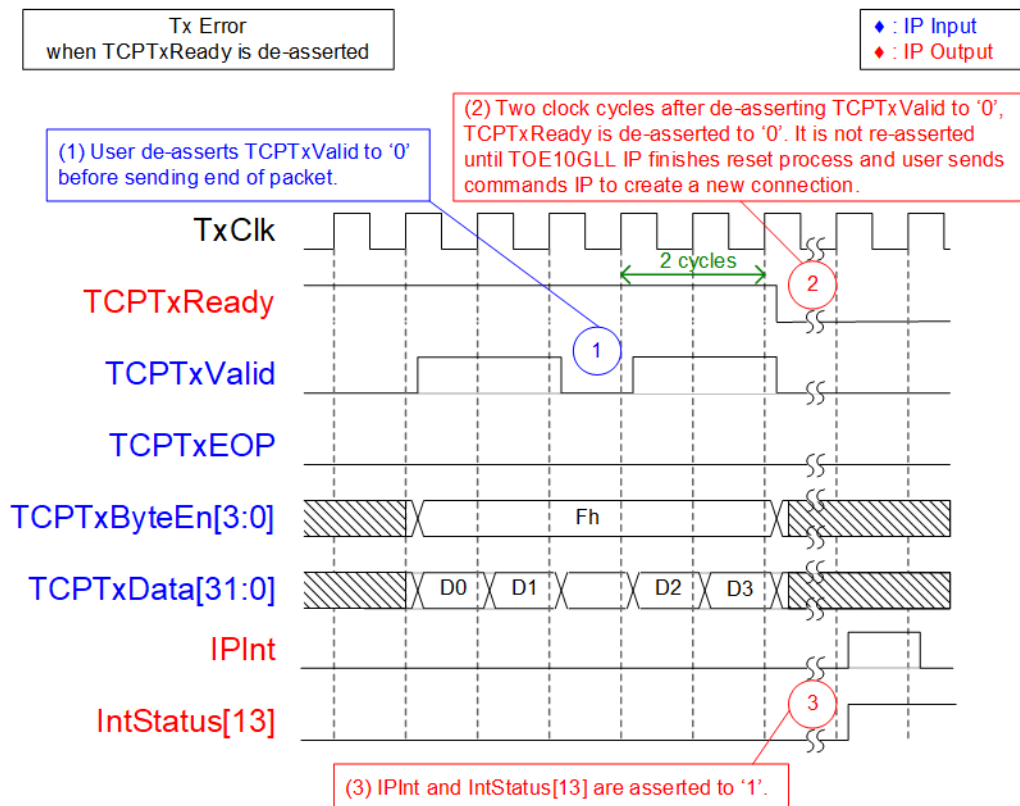 Tx Error
when TCPTxReady is de-asserted
♦ : IP Input
♦ : IP Output
(2) Two clock cycles after de-asserting TCPTxValid to ‘0’,
TCPTxReady is de-asserted to ‘0’. It is not re-asserted
until TOE10GLL IP finishes reset process and user sends
commands IP to create a new connection.
(1) User de-asserts TCPTxValid to ‘0’
before sending end of packet.
TxClk
2 cycles
TCPTxReady
2
TCPTxValid
1
TCPTxEOP
TCPTxByteEn[3:0]
Fh
TCPTxData[31:0]
D0 D1 D2 D3
IPInt
IntStatus[13]
3
(3) IPInt and IntStatus[13] are asserted to ‘1’.